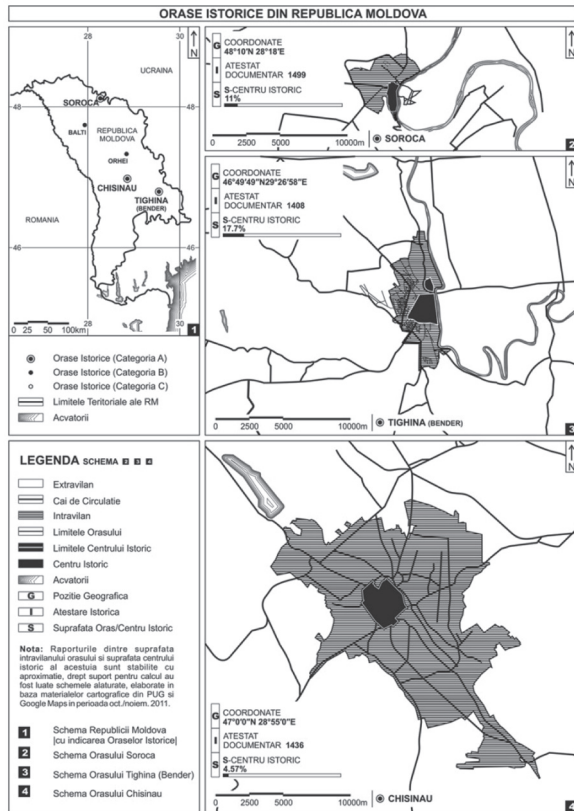 ORASE ISTORICE DIN REPUBLICA MOLDOVA
N
UCRAINA
48
48
SOROCA
BALTI
REPUBLICA
MOLDOVA
ORHEI
CHISINAU
TIGHINA
(BENDER)
ROMANIA
46
46
28
30
0 25 50 100km
1
Orase Istorice (Categoria A)
Orase Istorice (Categoria B)
Orase Istorice (Categoria C)
Limitele Teritoriale ale RM
Acvatorii
G COORDONATE
48°10'N 28°18'E
I ATESTAT
DOCUMENTAR 1499
S S-CENTRU ISTORIC
11%
0 2500 5000 10000m
SOROCA
N
2
G COORDONATE
46°49'49"N29°26'58"E
I ATESTAT
DOCUMENTAR 1408
S S-CENTRU ISTORIC
17.7%
0 2500 5000 10000m
TIGHINA (BENDER)
N
3
LEGENDA SCHEMA 2 3 4
Extravilan
Cai de Circulatie
Intravilan
Limitele Orasului
Limitele Centrului Istoric
Centru Istoric
Acvatorii
G Pozitie Geografica
I Atestare Istorica
S Suprafata Oras/Centru Istoric
Nota: Raporturile dintre suprafata
intravilanului orasului si suprafata centrului
istoric al acestuia sunt stabilite cu
aproximatie, drept suport pentru calcul au
fost luate schemele alaturate, elaborate in
baza materialelor cartografice din PUG si
Google Maps in perioada oct./noiem. 2011.
1 Schema Republicii Moldova
|cu indicarea Oraselor Istorice|
2 Schema Orasului Soroca
3 Schema Orasului Tighina (Bender)
4 Schema Orasului Chisinau
N
G COORDONATE
47°0'0"N 28°55'0"E
I ATESTAT
DOCUMENTAR 1436
S S-CENTRU ISTORIC
4.57%
0 2500 5000 10000m
CHISINAU